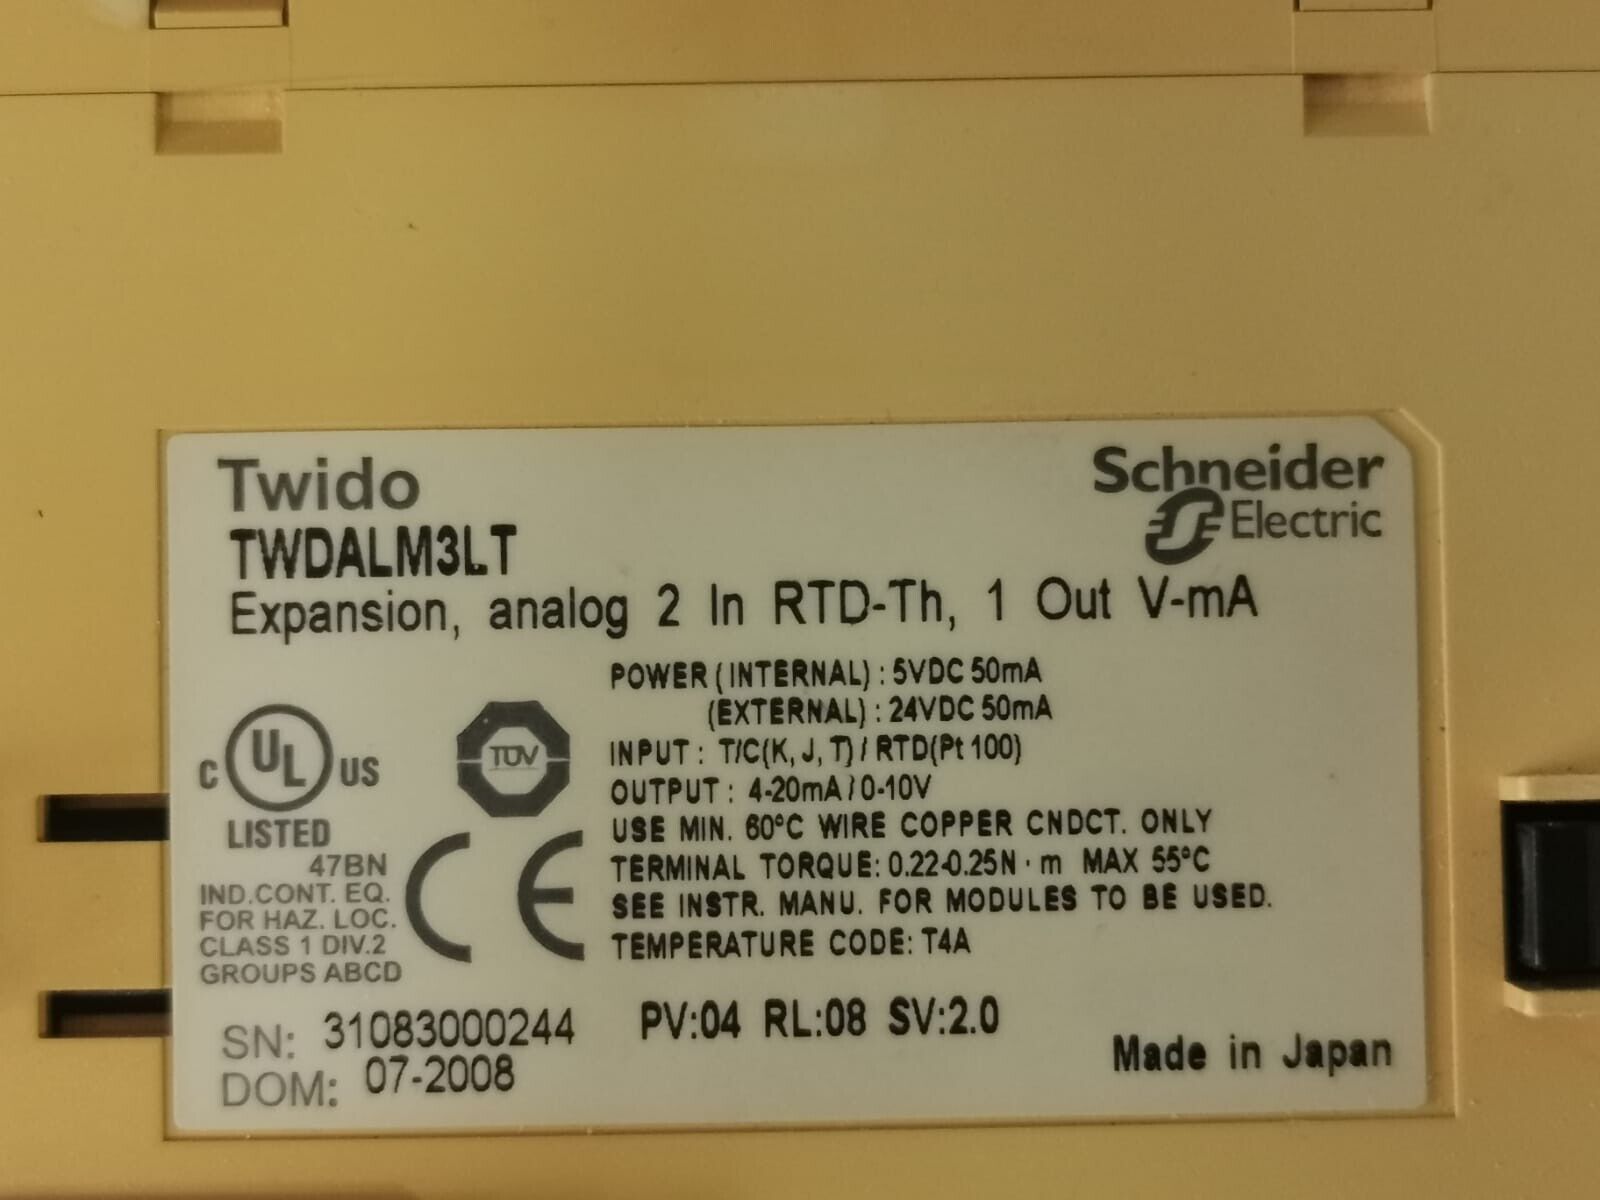 Twido
Schneider
Electric
TWDALM3LT
Expansion, analog 2 In RTD-Th, 1 Out V-mA
POWER (INTERNAL) : 5VDC 50mA
(EXTERNAL) : 24VDC 50mA
INPUT : T/C(K, J, T) / RTD(Pt 100)
OUTPUT : 4-20mA / 0-10V
USE MIN. 60°C WIRE COPPER CNDCT. ONLY
TERMINAL TORQUE: 0.22-0.25N · m MAX 55°C
SEE INSTR. MANU. FOR MODULES TO BE USED.
TEMPERATURE CODE: T4A
C UL US
LISTED
47BN
IND.CONT. EQ.
FOR HAZ. LOC.
CLASS 1 DIV.2
GROUPS ABCD
TÜV
CE
SN: 31083000244 PV:04 RL:08 SV:2.0
DOM: 07-2008
Made in Japan